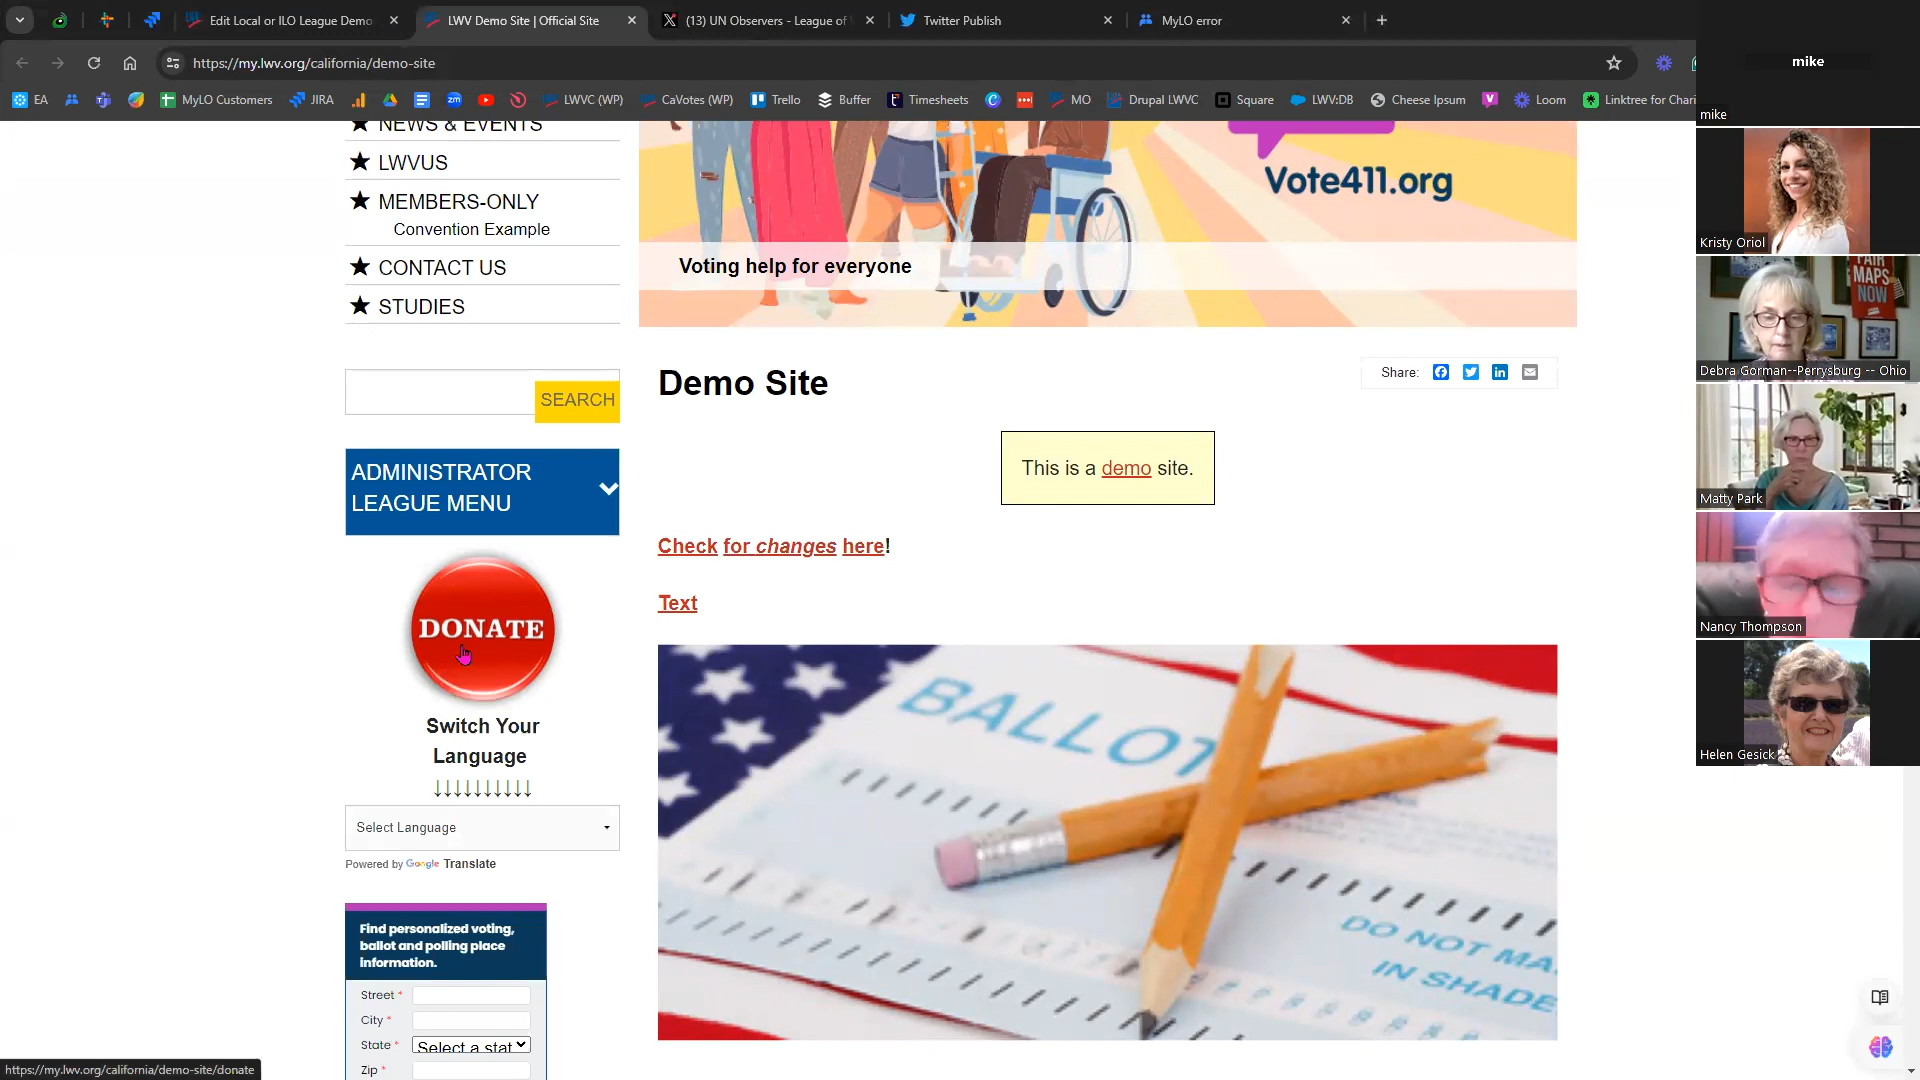 Edit Local or ILO League Demo
LWV Demo Site | Official Site
(13) UN Observers - League of
Twitter Publish
MyLO error
https://my.lwv.org/california/demo-site
EA
MyLO Customers
JIRA
LWVC (WP)
CaVotes (WP)
Trello
Buffer
Timesheets
MO
Drupal LWVC
Square
LWV:DB
Cheese Ipsum
Loom
Linktree for Chari
NEWS & EVENTS
LWVUS
MEMBERS-ONLY
Convention Example
CONTACT US
STUDIES
SEARCH
ADMINISTRATOR
LEAGUE MENU
DONATE
Switch Your
Language
↓↓↓↓↓↓↓↓↓↓
Select Language
Powered by Google Translate
Find personalized voting,
ballot and polling place
information.
Street *
City *
State * Select a stat
Zip *
Vote411.org
Voting help for everyone
Demo Site
Share:
This is a demo site.
Check for changes here!
Text
BALLOT
DO NOT MA
IN SHADE
mike
mike
Kristy Oriol
FAIR
MAPS
NOW
Debra Gorman--Perrysburg -- Ohio
Matty Park
Nancy Thompson
Helen Gesick
https://my.lwv.org/california/demo-site/donate